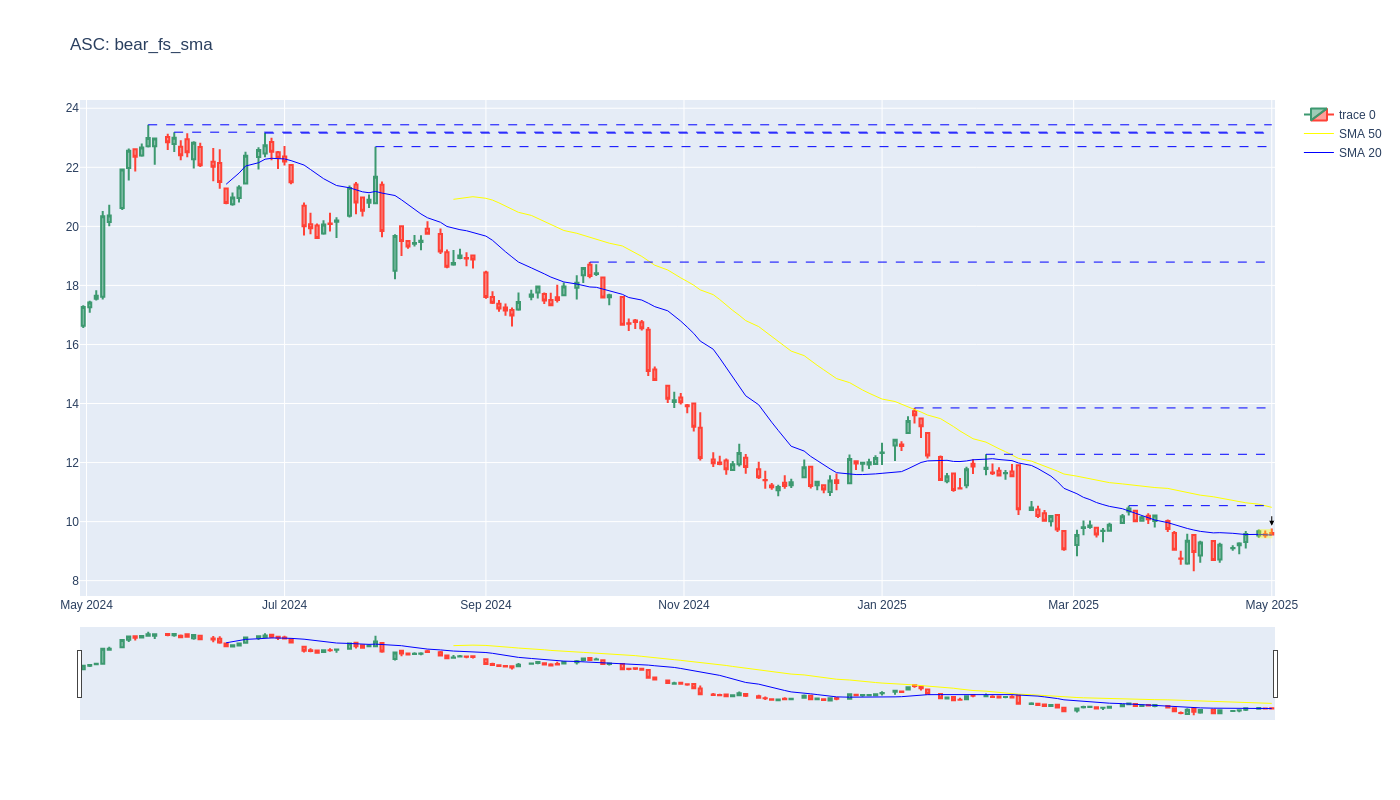 ASC: bear_fs_sma
trace 0
SMA 50
SMA 20
24
22
20
18
16
14
12
10
8
May 2024
Jul 2024
Sep 2024
Nov 2024
Jan 2025
Mar 2025
May 2025